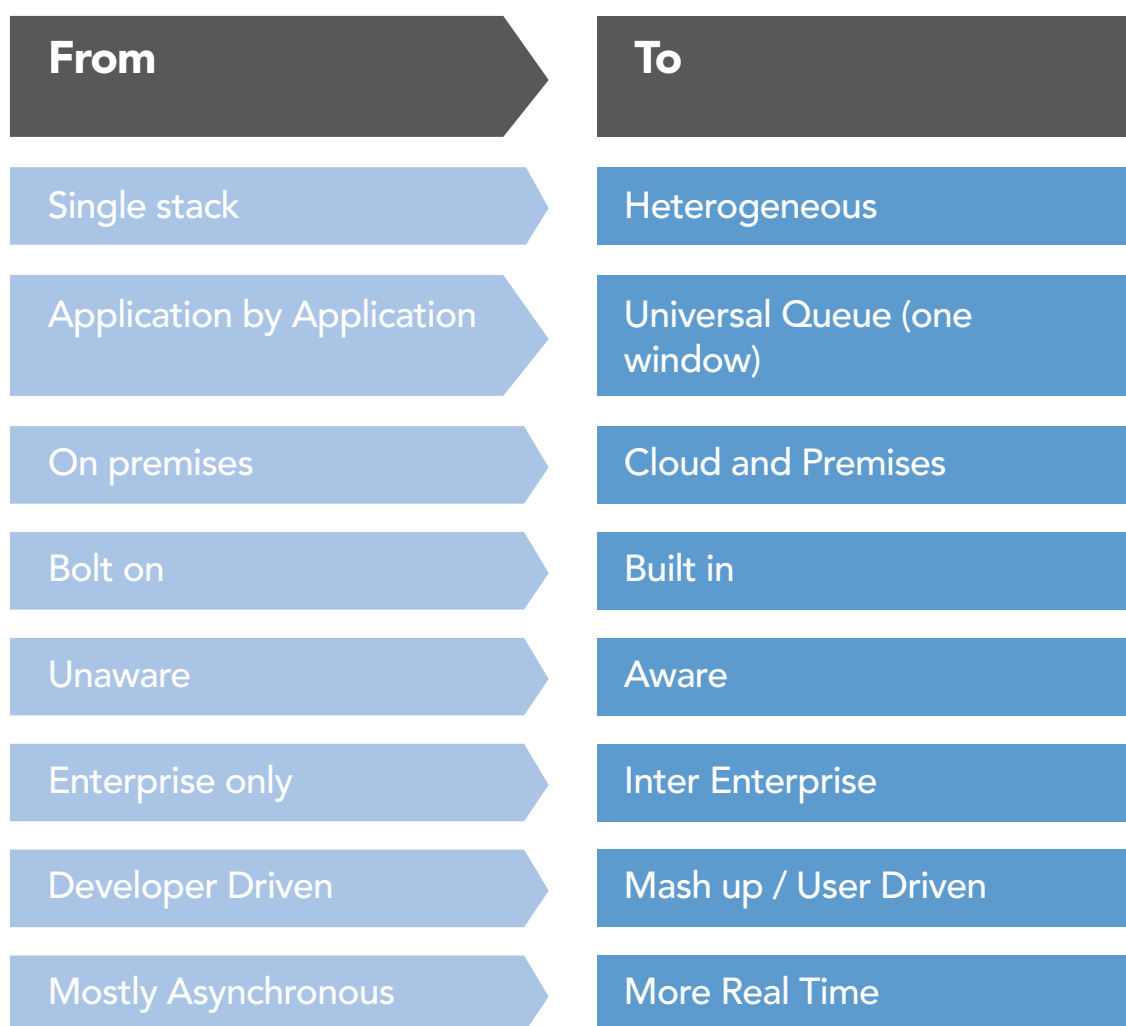 From
To
Single stack
Heterogeneous
Application by Application
Universal Queue (one
window)
On premises
Cloud and Premises
Bolt on
Built in
Unaware
Aware
Enterprise only
Inter Enterprise
Developer Driven
Mash up / User Driven
Mostly Asynchronous
More Real Time